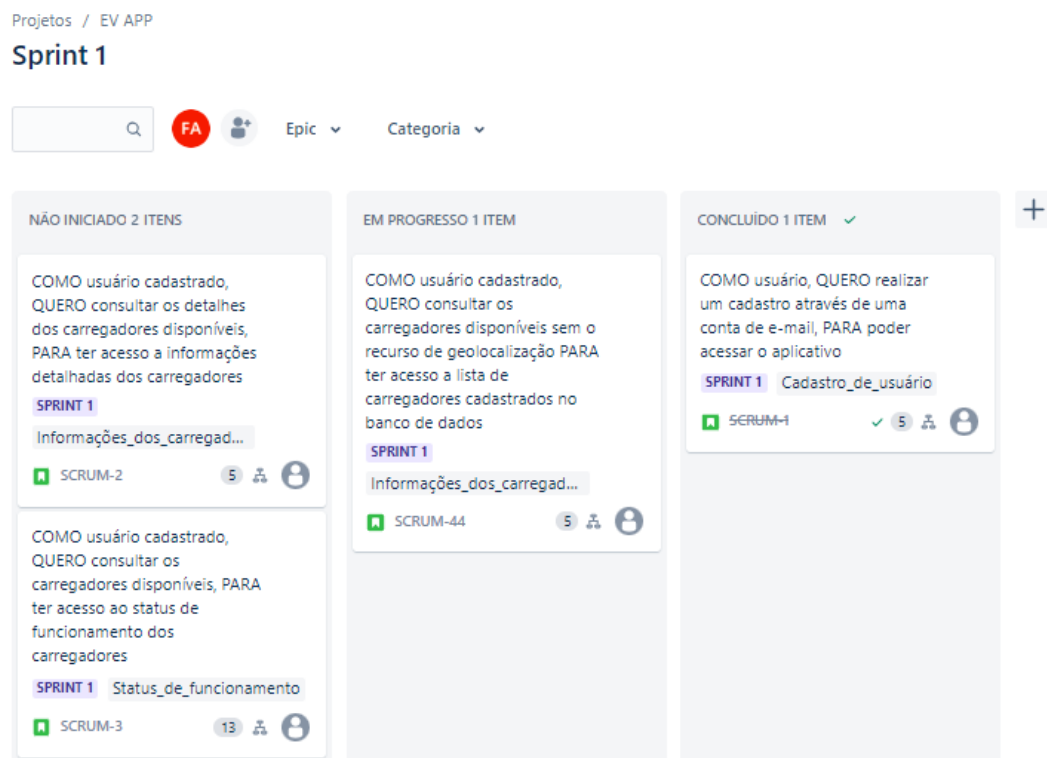 Projetos / EV APP
Sprint 1
FA
Epic
Categoria
NÃO INICIADO 2 ITENS
COMO usuário cadastrado,
QUERO consultar os detalhes
dos carregadores disponíveis,
PARA ter acesso a informações
detalhadas dos carregadores
SPRINT 1
Informações_dos_carregad...
SCRUM-2
5
COMO usuário cadastrado,
QUERO consultar os
carregadores disponíveis, PARA
ter acesso ao status de
funcionamento dos
carregadores
SPRINT 1 Status_de_funcionamento
SCRUM-3
13
EM PROGRESSO 1 ITEM
COMO usuário cadastrado,
QUERO consultar os
carregadores disponíveis sem o
recurso de geolocalização PARA
ter acesso a lista de
carregadores cadastrados no
banco de dados
SPRINT 1
Informações_dos_carregad...
SCRUM-44
5
CONCLUÍDO 1 ITEM
COMO usuário, QUERO realizar
um cadastro através de uma
conta de e-mail, PARA poder
acessar o aplicativo
SPRINT 1 Cadastro_de_usuário
SCRUM-1
5